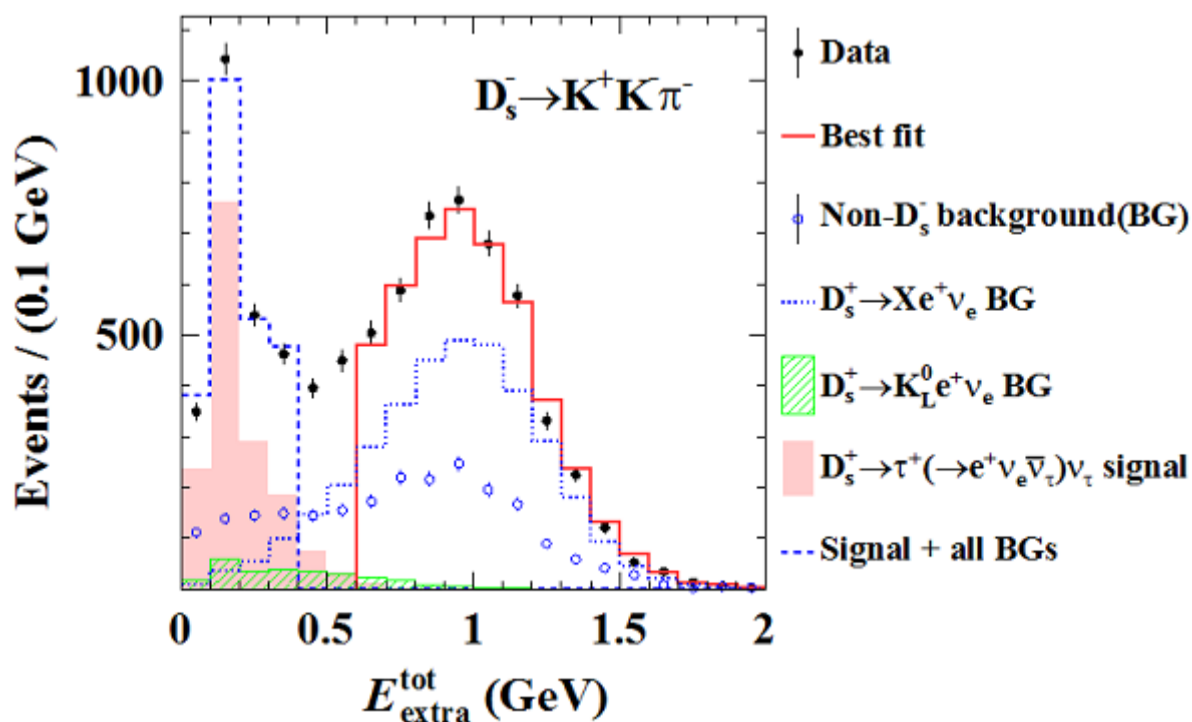 D_s^-→K^+K^-π^-
1000
500
0
0.5
1
1.5
2
Events / (0.1 GeV)
E_extra^tot (GeV)
Data
Best fit
Non-D_s^- background(BG)
D_s^+→Xe^+ν_e BG
D_s^+→K_L^0e^+ν_e BG
D_s^+→τ^+(→e^+ν_eν̅_τ)ν_τ signal
Signal + all BGs